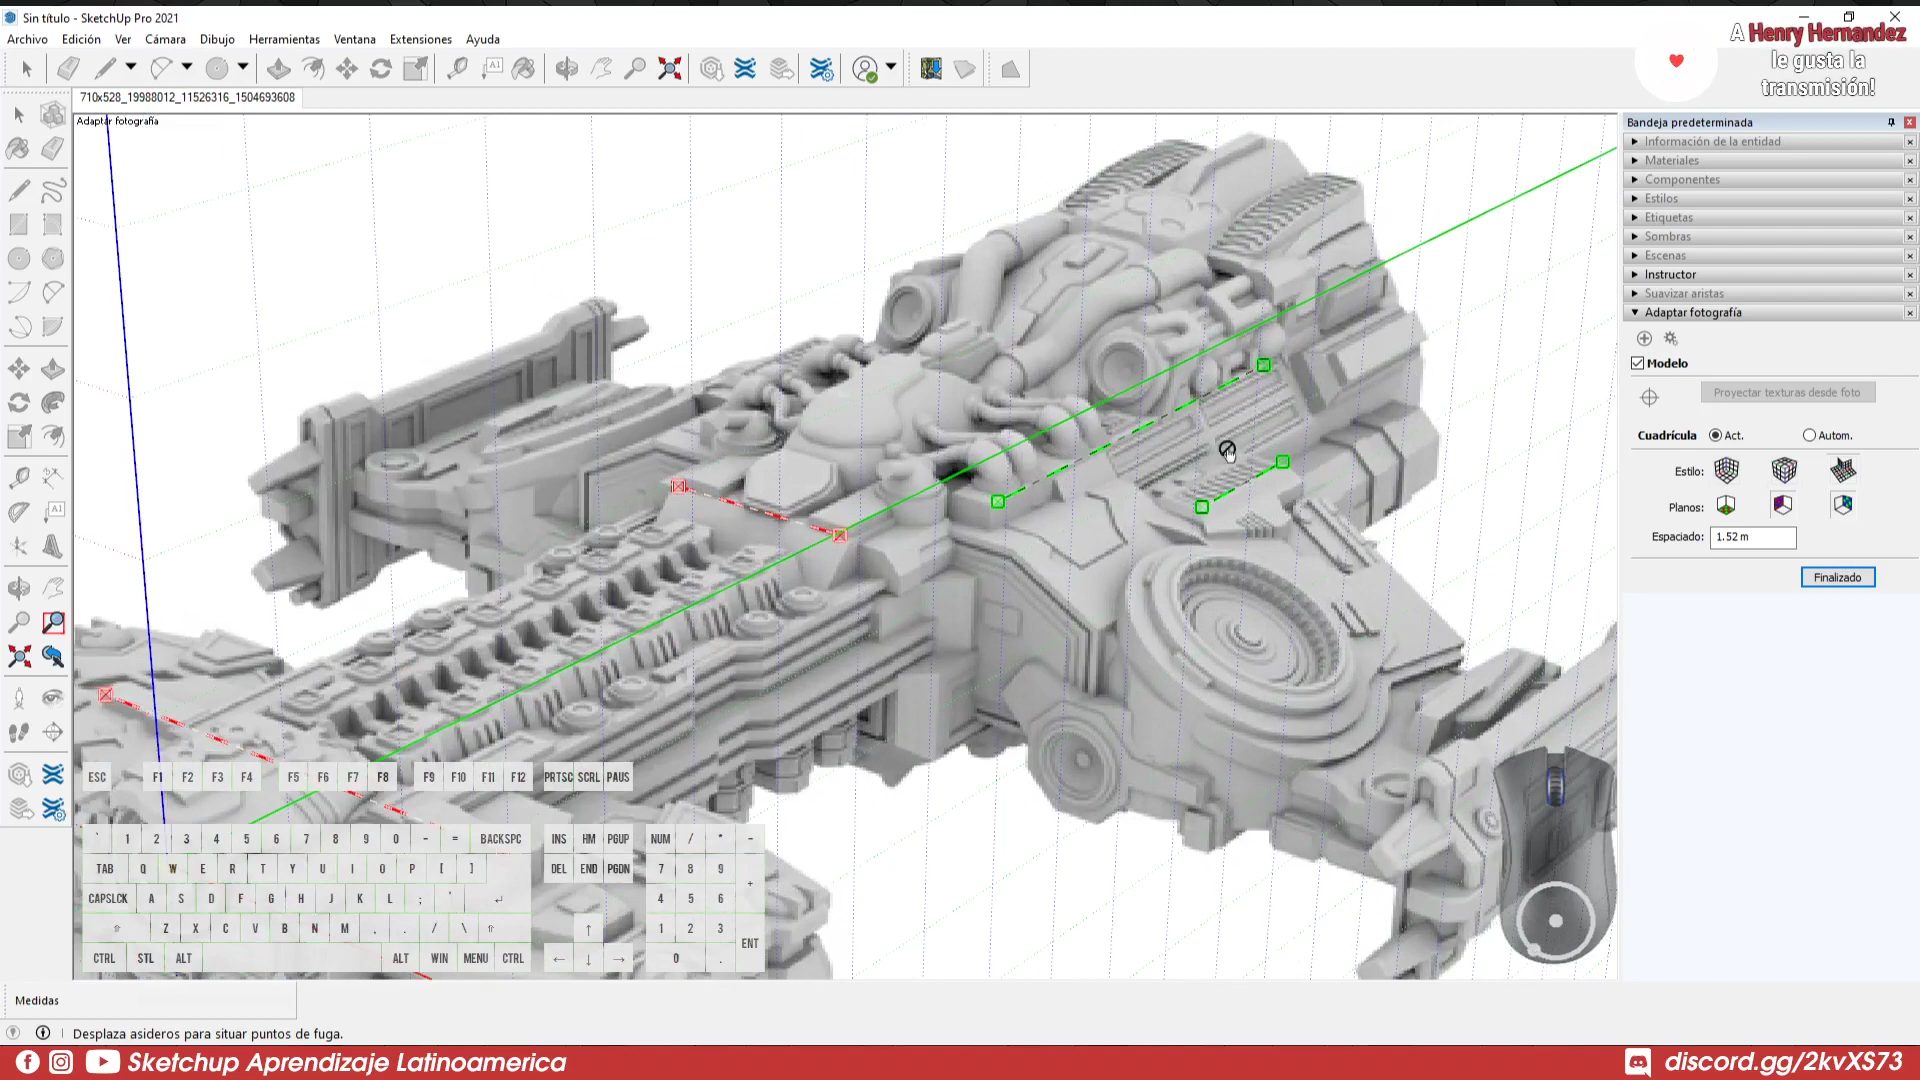 Sin título - SketchUp Pro 2021
Archivo Edición Ver Cámara Dibujo Herramientas Ventana Extensiones Ayuda
A Henry Hernandez
le gusta la
transmisión!
710x528_19988012_11526316_1504693608
Adaptar fotografía
Bandeja predeterminada
Información de la entidad
Materiales
Componentes
Estilos
Etiquetas
Sombras
Escenas
Instructor
Suavizar aristas
Adaptar fotografía
Modelo
Proyectar texturas desde foto
Cuadrícula Act. Autom.
Estilo:
Planos:
Espaciado: 1.52 m
Finalizado
ESC F1 F2 F3 F4 F5 F6 F7 F8 F9 F10 F11 F12 PRTSC SCRL PAUS
` 1 2 3 4 5 6 7 8 9 0 - = BACKSPC INS HM PGUP NUM / * -
TAB Q W E R T Y U I O P [ ] DEL END PGDN 7 8 9 +
CAPSLCK A S D F G H J K L ; ' ↵ 4 5 6
⇧ Z X C V B N M , . / \ ⇧ ↑ 1 2 3 ENT
CTRL STL ALT ALT WIN MENU CTRL ← ↓ → 0 .
Medidas
Desplaza asideros para situar puntos de fuga.
Sketchup Aprendizaje Latinoamerica
discord.gg/2kvXS73